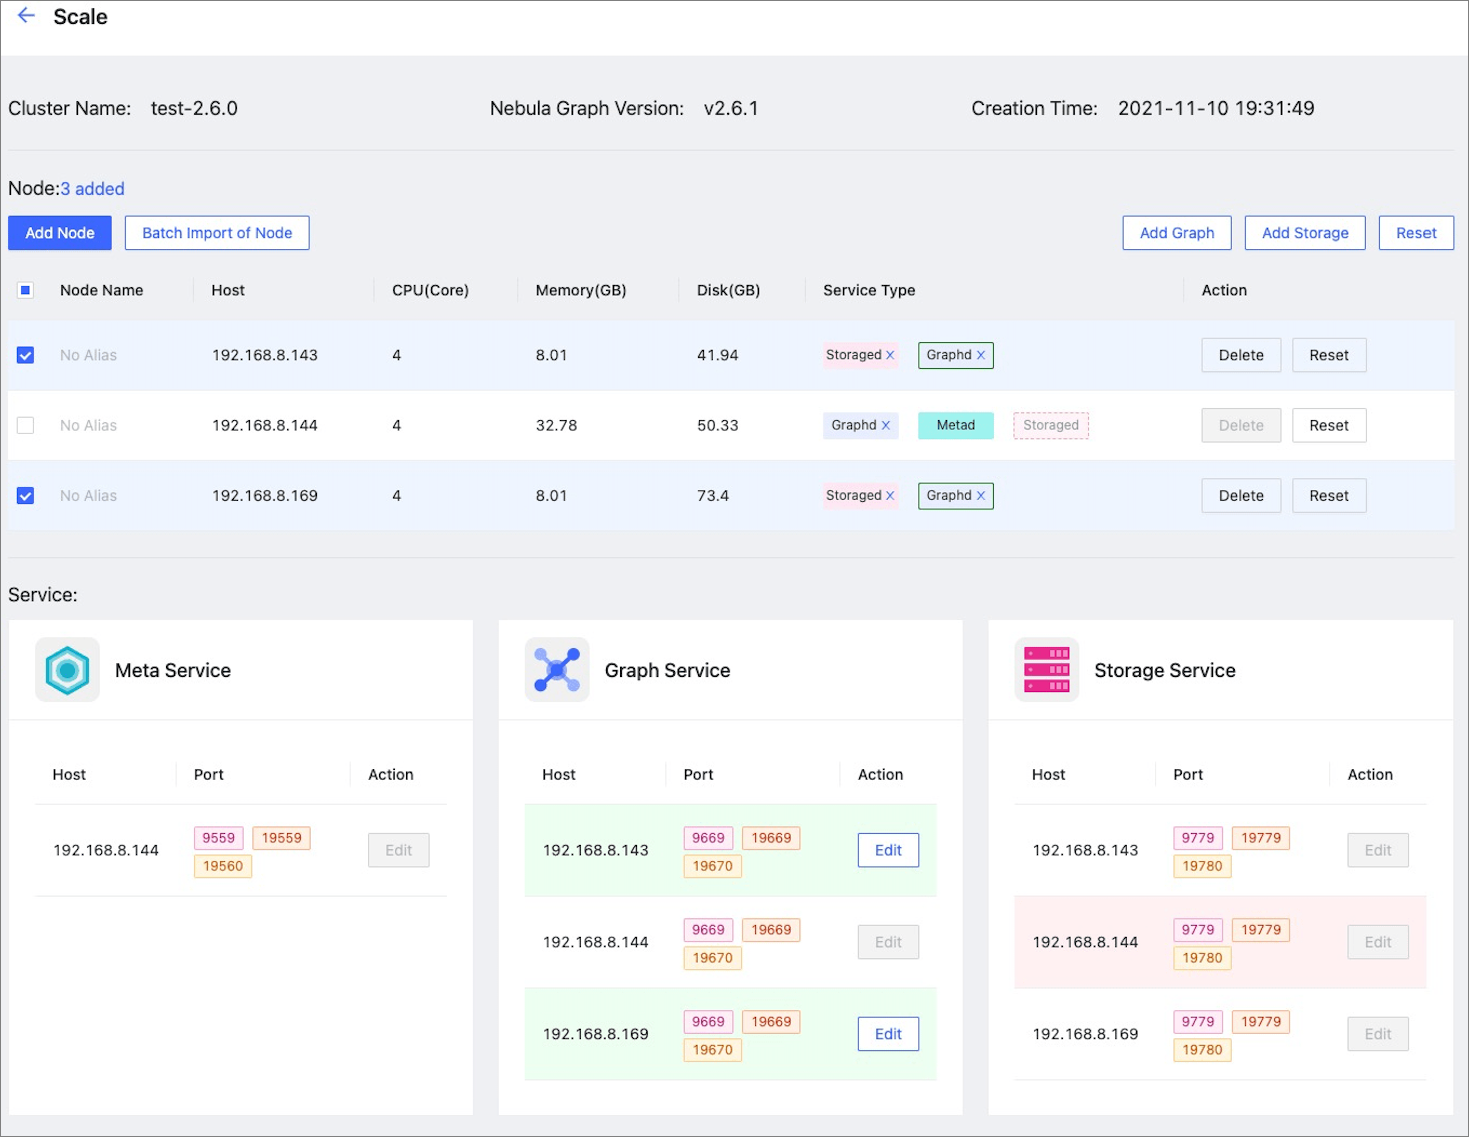 Scale
Cluster Name: test-2.6.0 Nebula Graph Version: v2.6.1 Creation Time: 2021-11-10 19:31:49
Node:3 added
Add Node Batch Import of Node Add Graph Add Storage Reset
Node Name Host CPU(Core) Memory(GB) Disk(GB) Service Type Action
No Alias 192.168.8.143 4 8.01 41.94 Storaged X Graphd X Delete Reset
No Alias 192.168.8.144 4 32.78 50.33 Graphd X Metad Storaged Delete Reset
No Alias 192.168.8.169 4 8.01 73.4 Storaged X Graphd X Delete Reset
Service:
Meta Service
Host Port Action
192.168.8.144 9559 19559 Edit
19560
Graph Service
Host Port Action
192.168.8.143 9669 19669 Edit
19670
192.168.8.144 9669 19669 Edit
19670
192.168.8.169 9669 19669 Edit
19670
Storage Service
Host Port Action
192.168.8.143 9779 19779 Edit
19780
192.168.8.144 9779 19779 Edit
19780
192.168.8.169 9779 19779 Edit
19780